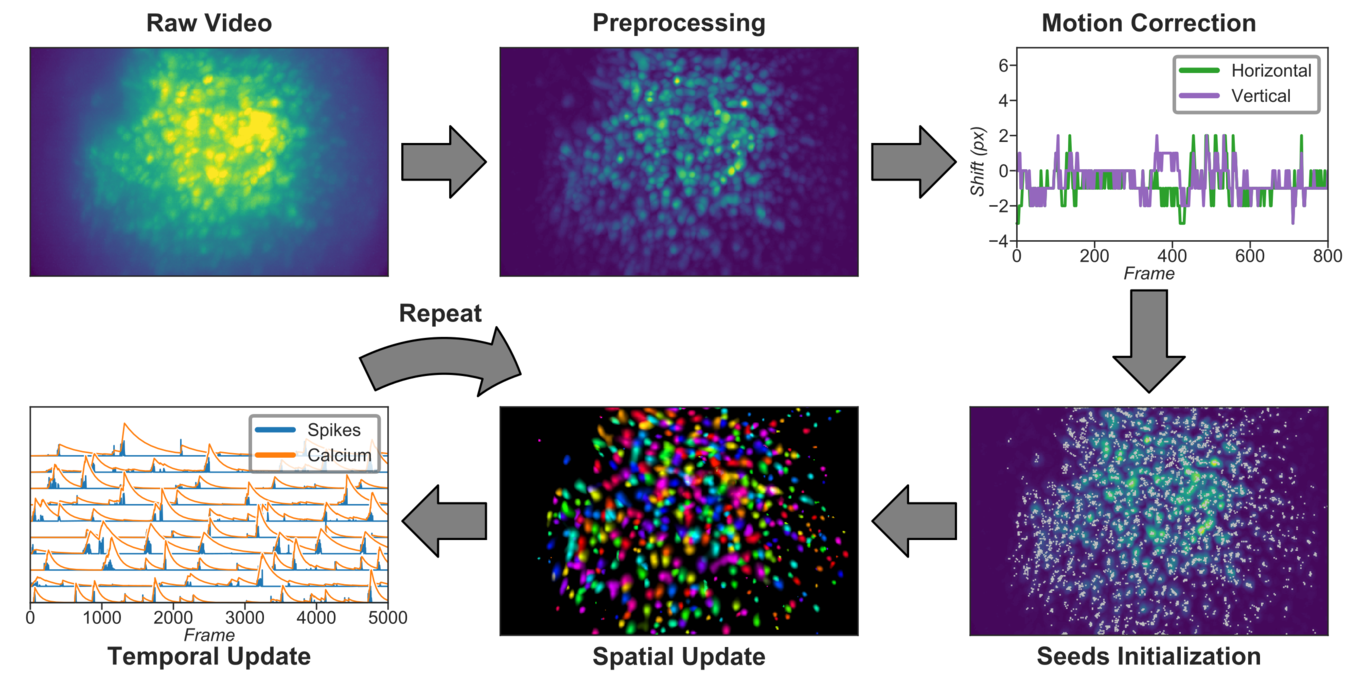 Raw Video
Preprocessing
Motion Correction
Horizontal
Vertical
Shift (px)
6
4
2
0
−2
−4
0 200 400 600 800
Frame
Repeat
Spikes
Calcium
0 1000 2000 3000 4000 5000
Frame
Temporal Update
Spatial Update
Seeds Initialization